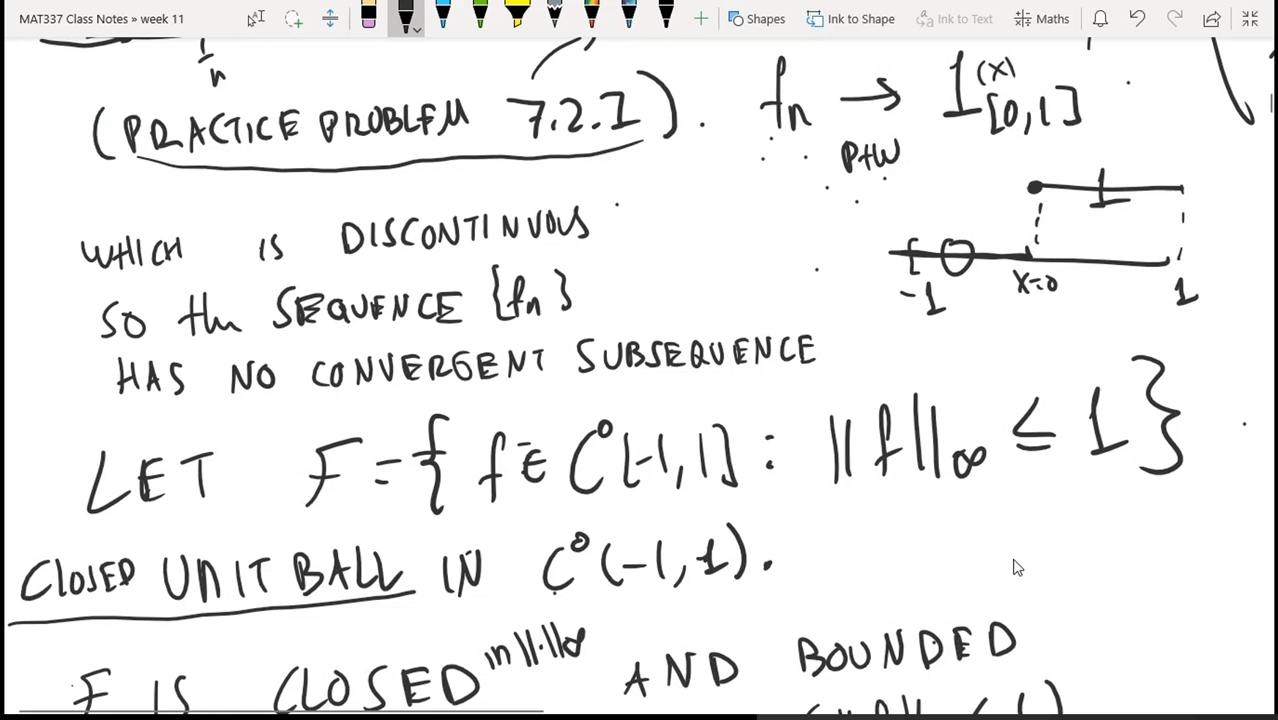 MAT337 Class Notes » week 11
Shapes Ink to Shape Ink to Text Maths
1/n
(PRACTICE PROBLEM 7.2.1). fn → 1[0,1](x)
PtW
1
WHICH IS DISCONTINUOUS
-1 x=0 1
SO the SEQUENCE {fn}
HAS NO CONVERGENT SUBSEQUENCE
LET F = { f ∈ C⁰[-1,1] : ||f||∞ ≤ 1 }
CLOSED UNIT BALL IN C⁰(-1,1).
F IS CLOSED in ||·||∞ AND BOUNDED